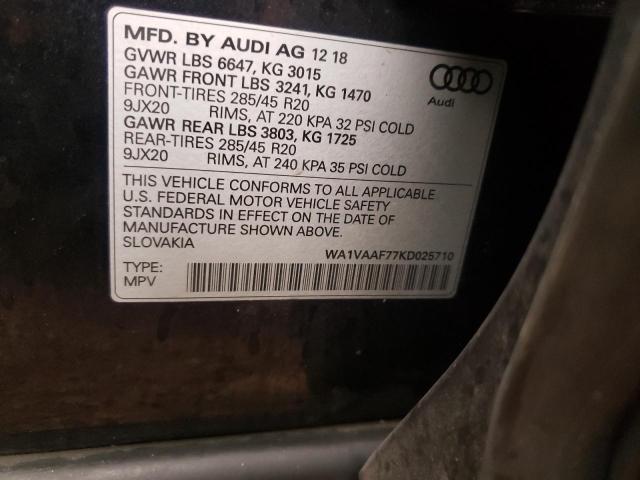 MFD. BY AUDI AG 12 18
GVWR LBS 6647, KG 3015
GAWR FRONT LBS 3241, KG 1470
FRONT-TIRES 285/45 R20
9JX20 RIMS, AT 220 KPA 32 PSI COLD
GAWR REAR LBS 3803, KG 1725
REAR-TIRES 285/45 R20
9JX20 RIMS, AT 240 KPA 35 PSI COLD
Audi
THIS VEHICLE CONFORMS TO ALL APPLICABLE
U.S. FEDERAL MOTOR VEHICLE SAFETY
STANDARDS IN EFFECT ON THE DATE OF
MANUFACTURE SHOWN ABOVE.
SLOVAKIA WA1VAAF77KD025710
TYPE:
MPV